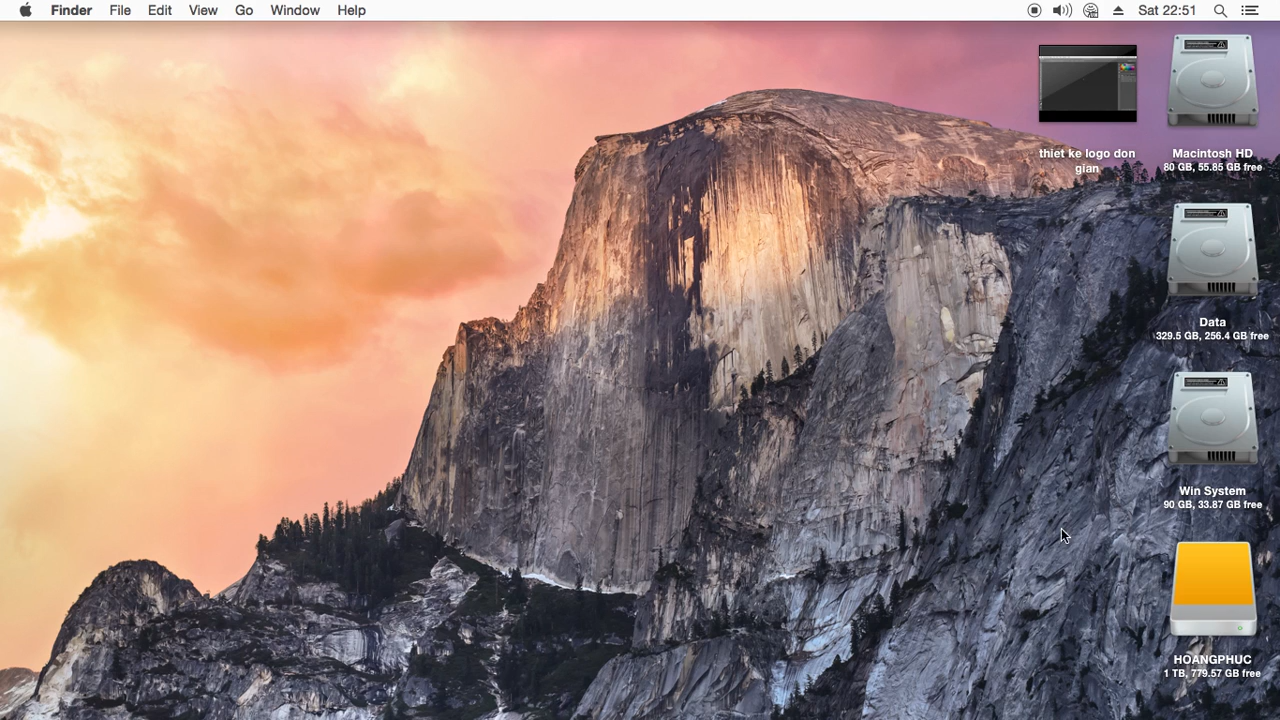 Finder File Edit View Go Window Help Sat 22:51
thiet ke logo don
gian
Macintosh HD
80 GB, 55.85 GB free
Data
329.5 GB, 256.4 GB free
Win System
90 GB, 33.87 GB free
HOANGPHUC
1 TB, 779.57 GB free